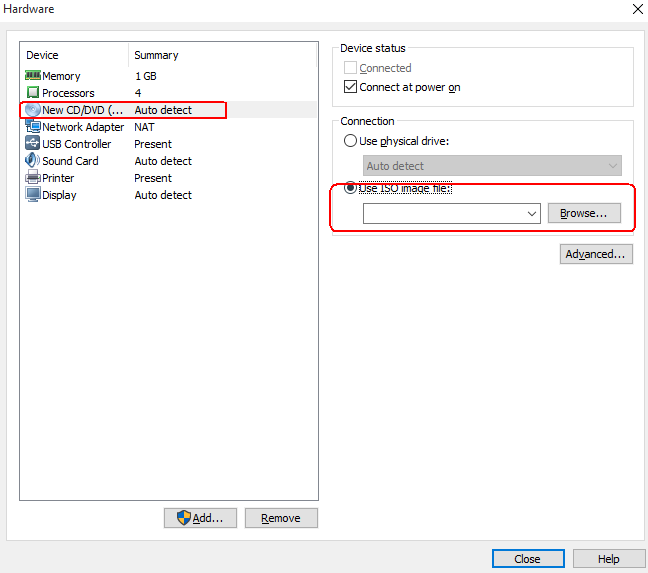 Hardware
Device Summary
Memory 1 GB
Processors 4
New CD/DVD (... Auto detect
Network Adapter NAT
USB Controller Present
Sound Card Auto detect
Printer Present
Display Auto detect
Add... Remove
Device status
Connected
Connect at power on
Connection
Use physical drive:
Auto detect
Use ISO image file:
Browse...
Advanced...
Close Help